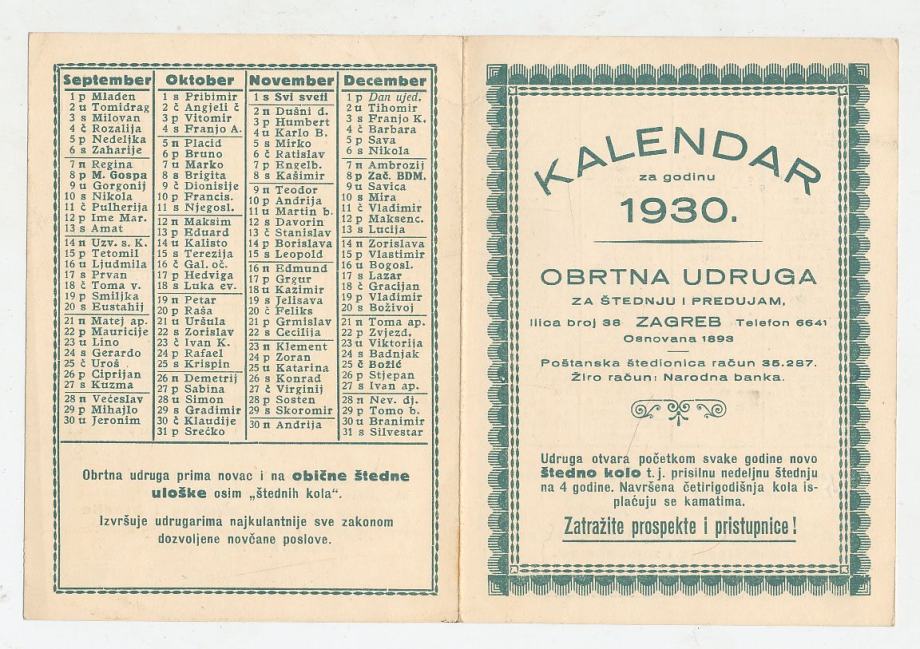 September
1 p Mladen
2 u Tomidrag
3 s Milovan
4 č Rozalija
5 p Nedeljka
6 s Zaharije
7 n Regina
8 p M. Gospa
9 u Gorgonij
10 s Nikola
11 č Pulherija
12 p Ime Mar.
13 s Amat
14 n Uzv. s. K.
15 p Tetomil
16 u Ljudmila
17 s Prvan
18 č Toma v.
19 p Smiljka
20 s Eustahij
21 n Matej ap.
22 p Mauricije
23 u Lino
24 s Gerardo
25 č Uroš
26 p Ciprijan
27 s Kuzma
28 n Većeslav
29 p Mihajlo
30 u Jeronim
Oktober
1 s Pribimir
2 č Angjeli č
3 p Vitomir
4 s Franjo A.
5 n Placid
6 p Bruno
7 u Marko
8 s Brigita
9 č Dionisije
10 p Francis.
11 s Njegosl.
12 n Maksim
13 p Eduard
14 u Kalisto
15 s Terezija
16 č Gal. oč.
17 p Hedviga
18 s Luka ev.
19 n Petar
20 p Raša
21 u Uršula
22 s Zorislav
23 č Ivan K.
24 p Rafael
25 s Krispin
26 n Demetrij
27 p Sabina
28 u Simon
29 s Gradimir
30 č Klaudije
31 p Srećko
November
1 s Svi sveti
2 n Dušni d.
3 p Humbert
4 u Karlo B.
5 s Mirko
6 č Ratislav
7 p Engelb.
8 s Kašimir
9 n Teodor
10 p Andrija
11 u Martin b.
12 s Davorin
13 č Stanislav
14 p Borislava
15 s Leopold
16 n Edmund
17 p Grgur
18 u Kazimir
19 s Jelisava
20 č Feliks
21 p Grmislav
22 s Cecilija
23 n Klement
24 p Zoran
25 u Katarina
26 s Konrad
27 č Virginij
28 p Sosten
29 s Skoromir
30 n Andrija
December
1 p Dan ujed.
2 u Tihomir
3 s Franjo K.
4 č Barbara
5 p Sava
6 s Nikola
7 n Ambrozij
8 p Zač. BDM.
9 u Savica
10 s Mira
11 č Vladimir
12 p Maksenc.
13 s Lucija
14 n Zorislava
15 p Vlastimir
16 u Bogosl.
17 s Lazar
18 č Gracijan
19 p Vladimir
20 s Boživoj
21 n Toma ap.
22 p Zvjezd.
23 u Viktorija
24 s Badnjak
25 č Božić
26 p Stjepan
27 s Ivan ap.
28 n Nev. dj.
29 p Tomo b.
30 u Branimir
31 s Silvestar
Obrtna udruga prima novac i na obične štedne
uloške osim „štednih kola“.
Izvršuje udrugarima najkulantnije sve zakonom
dozvoljene novčane poslove.
KALENDAR
za godinu
1930.
OBRTNA UDRUGA
ZA ŠTEDNJU I PREDUJAM,
Ilica broj 38 ZAGREB Telefon 6641
Osnovana 1893
Poštanska štedionica račun 35.287.
Žiro račun: Narodna banka.
Udruga otvara početkom svake godine novo
štedno kolo t. j. prisilnu nedeljnu štednju
na 4 godine. Navršena četirigodišnja kola is-
plaćuju se kamatima.
Zatražite prospekte i pristupnice!